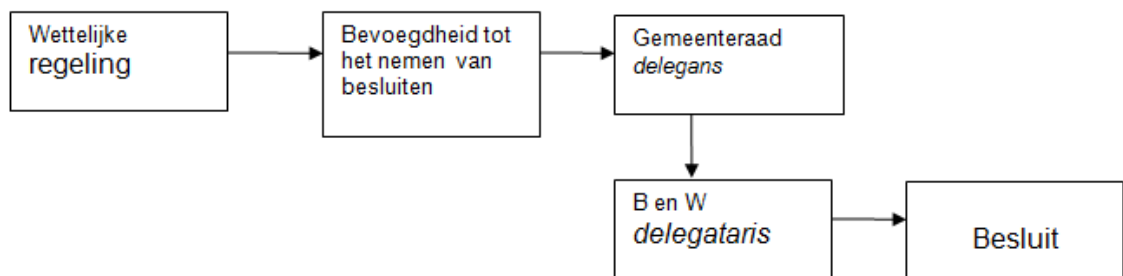 Wettelijke
regeling
Bevoegdheid tot
het nemen van
besluiten
Gemeenteraad
delegans
B en W
delegataris
Besluit